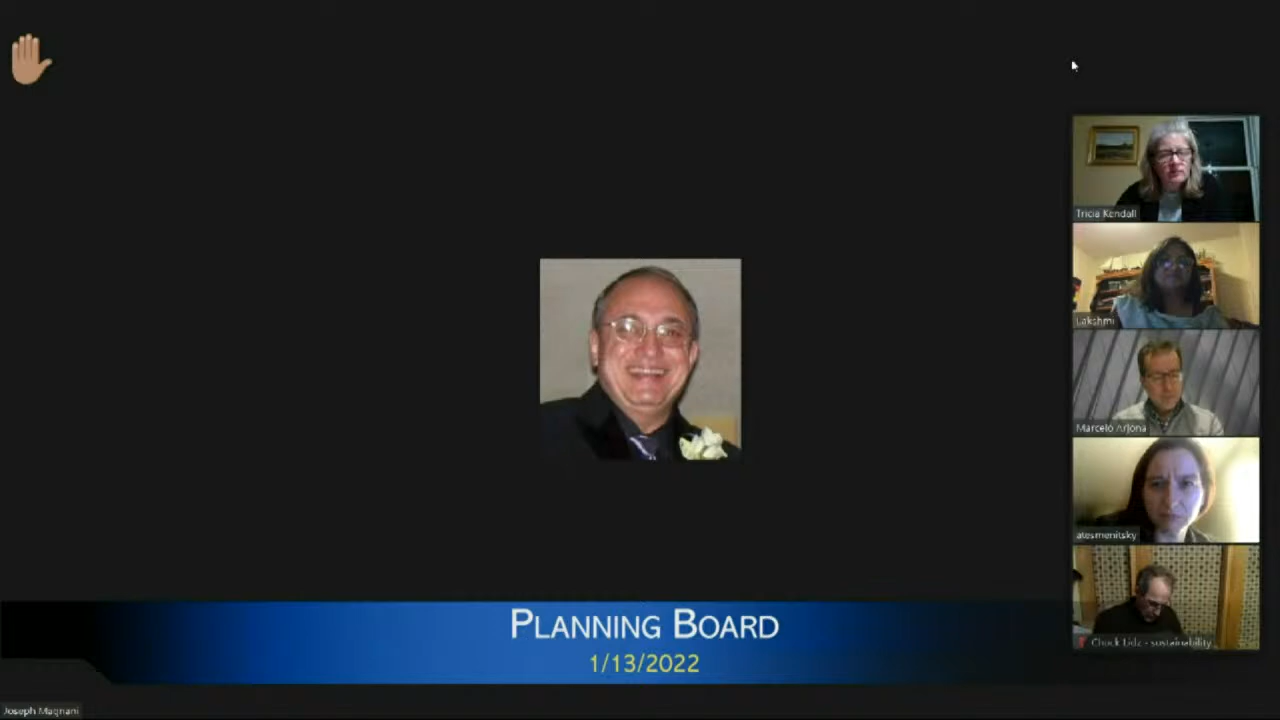 Tricia Kendall
Lakshmi
Marcelo Arjona
atesmenitsky
Chuck Lidz - sustainability
PLANNING BOARD
1/13/2022
Joseph Magnani